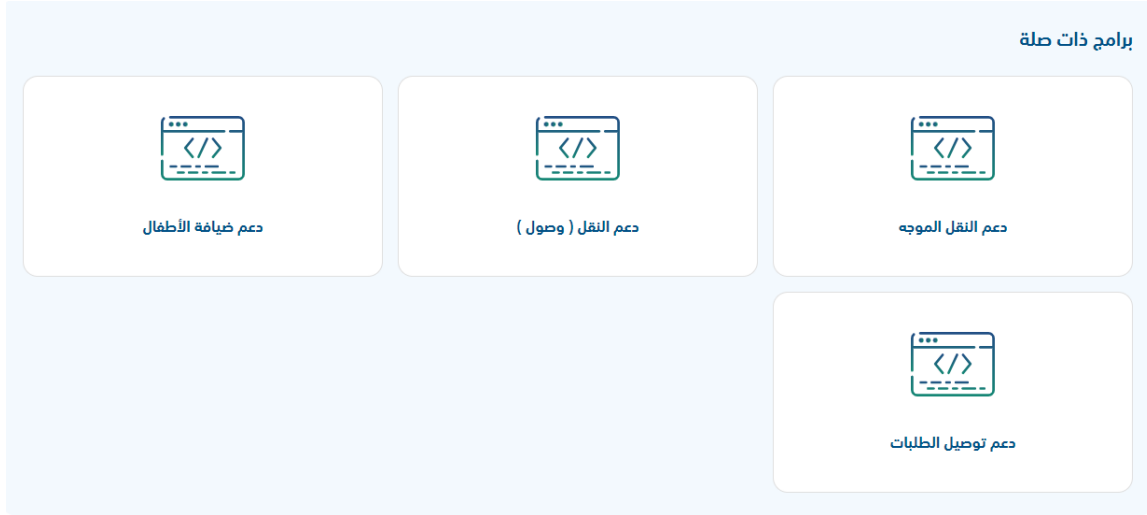 برامج ذات صلة
دعم النقل الموجه
دعم النقل ( وصول )
دعم ضيافة الأطفال
دعم توصيل الطلبات